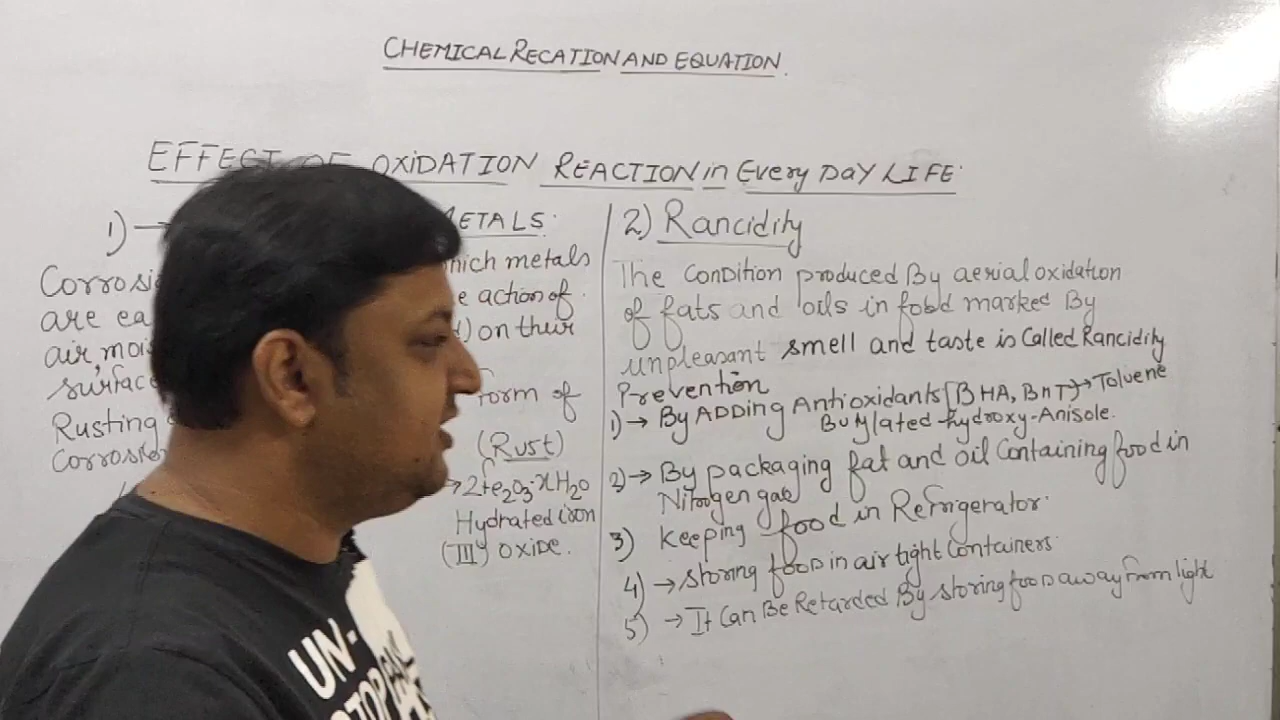 CHEMICAL RECATION AND EQUATION.
EFFECT OF OXIDATION REACTION in Every DAY LIFE.
1) → METALS.
Corrosi which metals
are ea e action of
air, moi on their
surface
Rusting form of
Corrosion (Rust)
→ 2Fe₂O₃·xH₂O
Hydrated iron
(III) OXIDE.
2) Rancidity
The Condition produced By aerial oxidation
of fats and oils in food marked By
unpleasant smell and taste is Called Rancidity
Prevention
1) → By ADDING Antioxidants [BHA, BHT] → Toluene
Butylated-hydroxy-Anisole.
2) → By packaging fat and oil Containing food in
Nitrogen gas
3) Keeping food in Refrigerator.
4) → storing food in air tight Containers.
5) → It Can Be Retarded By storing food away from light
UN-